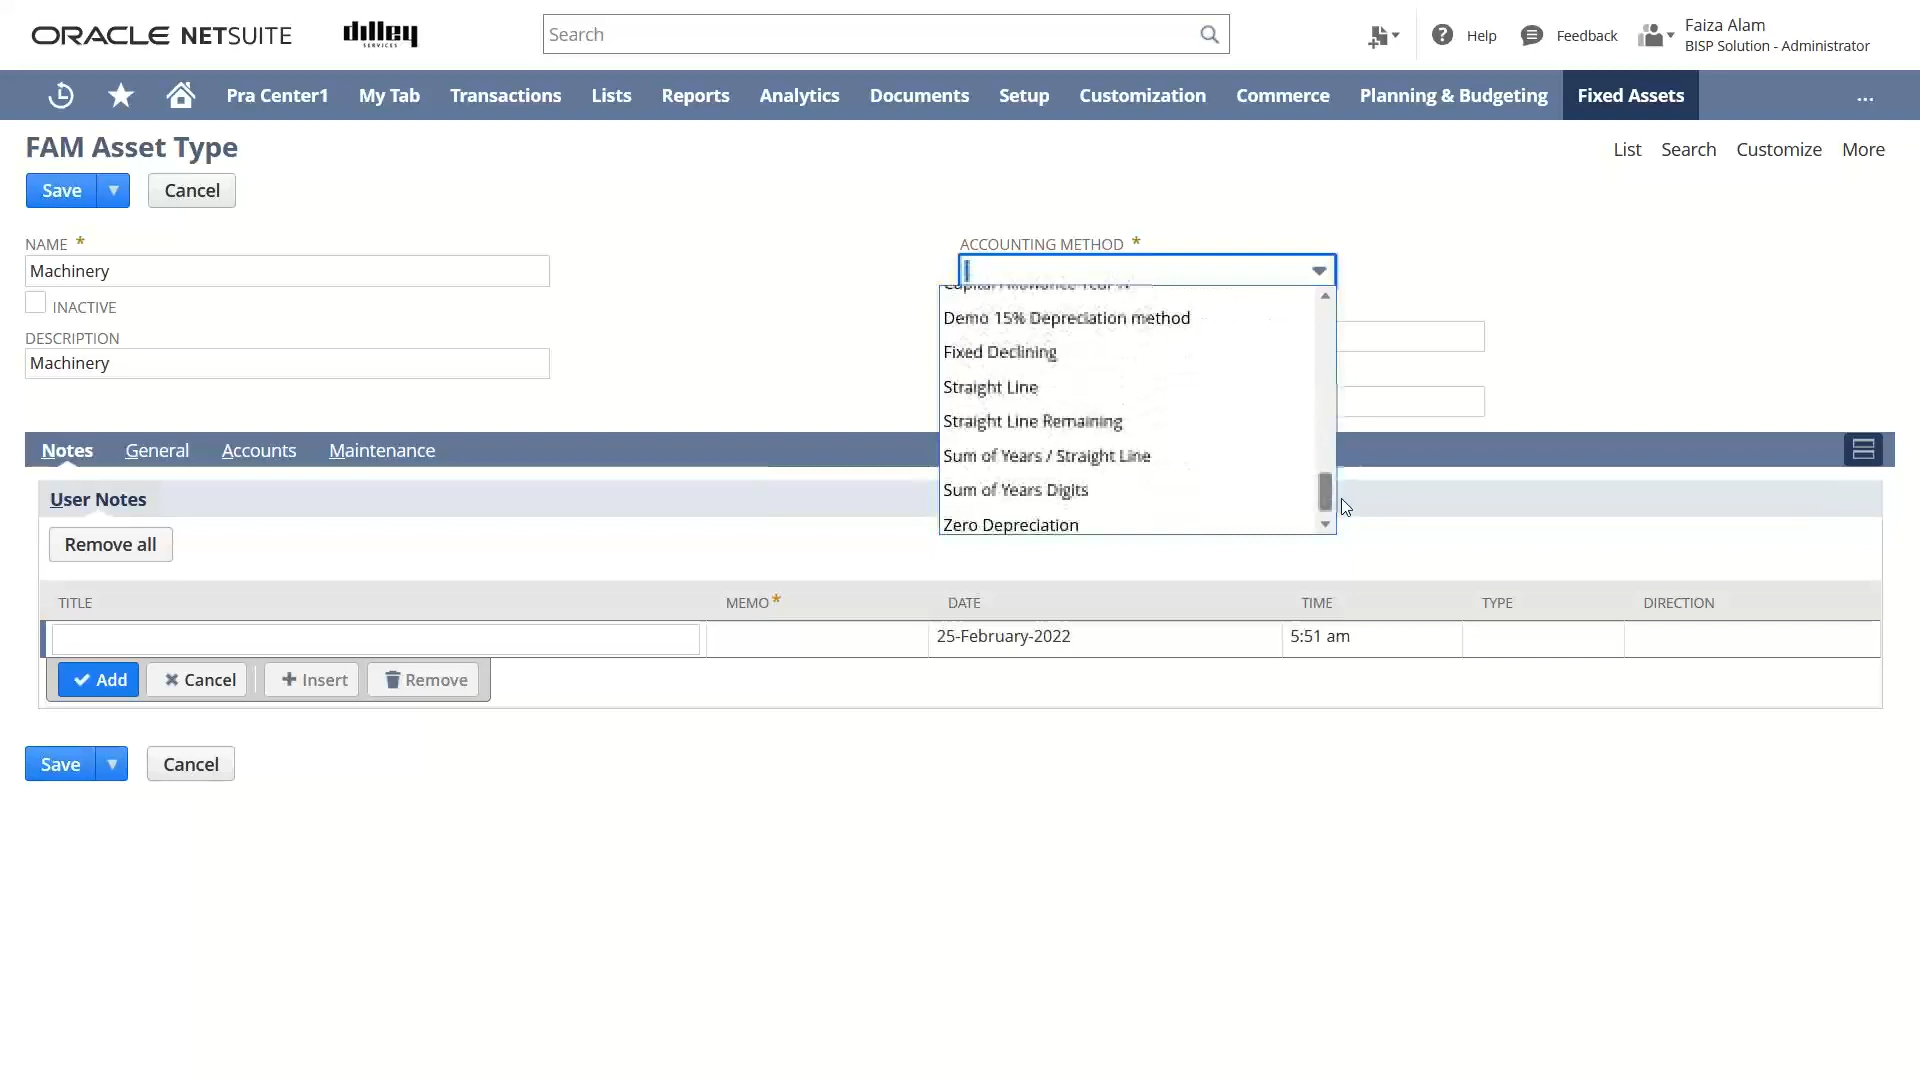 ORACLE NETSUITE
dilley
SERVICES
Search
Help
Feedback
Faiza Alam
BISP Solution - Administrator
Pra Center1
My Tab
Transactions
Lists
Reports
Analytics
Documents
Setup
Customization
Commerce
Planning & Budgeting
Fixed Assets
...
FAM Asset Type
List
Search
Customize
More
Save
Cancel
NAME *
Machinery
INACTIVE
DESCRIPTION
Machinery
ACCOUNTING METHOD *
Demo 15% Depreciation method
Fixed Declining
Straight Line
Straight Line Remaining
Sum of Years / Straight Line
Sum of Years Digits
Zero Depreciation
Notes
General
Accounts
Maintenance
User Notes
Remove all
TITLE
MEMO *
DATE
TIME
TYPE
DIRECTION
25-February-2022
5:51 am
Add
Cancel
Insert
Remove
Save
Cancel